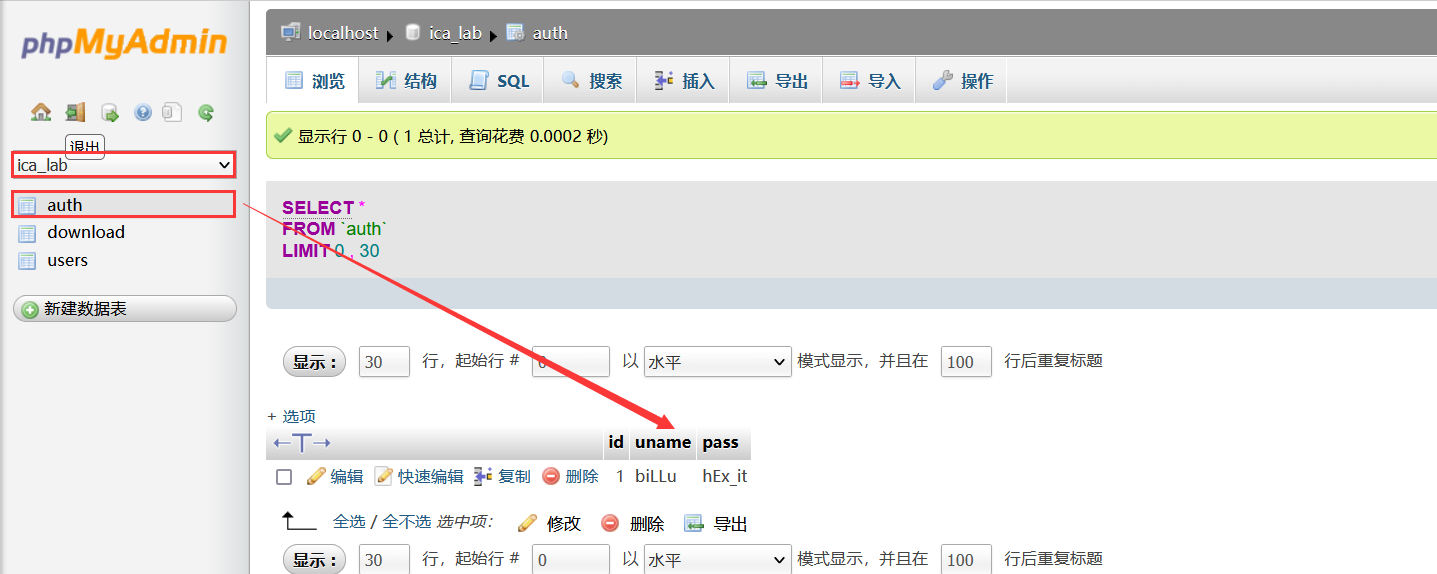 phpMyAdmin
退出
ica_lab
auth
download
users
新建数据表
localhost ▸ ica_lab ▸ auth
浏览 结构 SQL 搜索 插入 导出 导入 操作
显示行 0 - 0 ( 1 总计, 查询花费 0.0002 秒)
SELECT *
FROM `auth`
LIMIT 0 , 30
显示： 30 行，起始行 # 0 以 水平 模式显示，并且在 100 行后重复标题
+ 选项
←T→ id uname pass
编辑 快速编辑 复制 删除 1 biLLu hEx_it
全选 / 全不选 选中项： 修改 删除 导出
显示： 30 行，起始行 # 0 以 水平 模式显示，并且在 100 行后重复标题